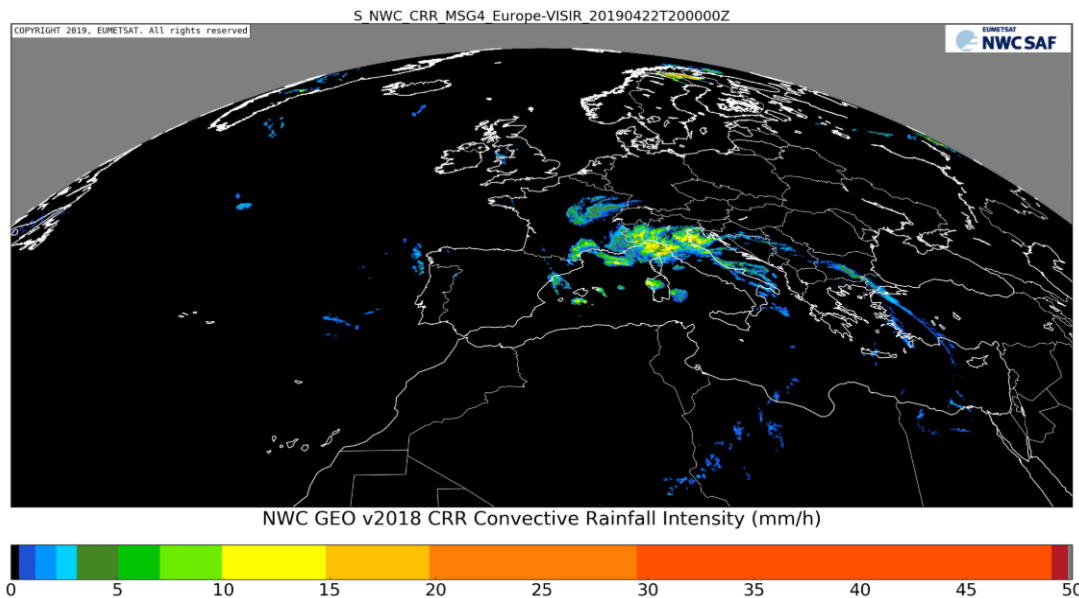 S_NWC_CRR_MSG4_Europe-VISIR_20190422T200000Z
COPYRIGHT 2019, EUMETSAT. All rights reserved
EUMETSAT
NWC SAF
NWC GEO v2018 CRR Convective Rainfall Intensity (mm/h)
0 5 10 15 20 25 30 35 40 45 50